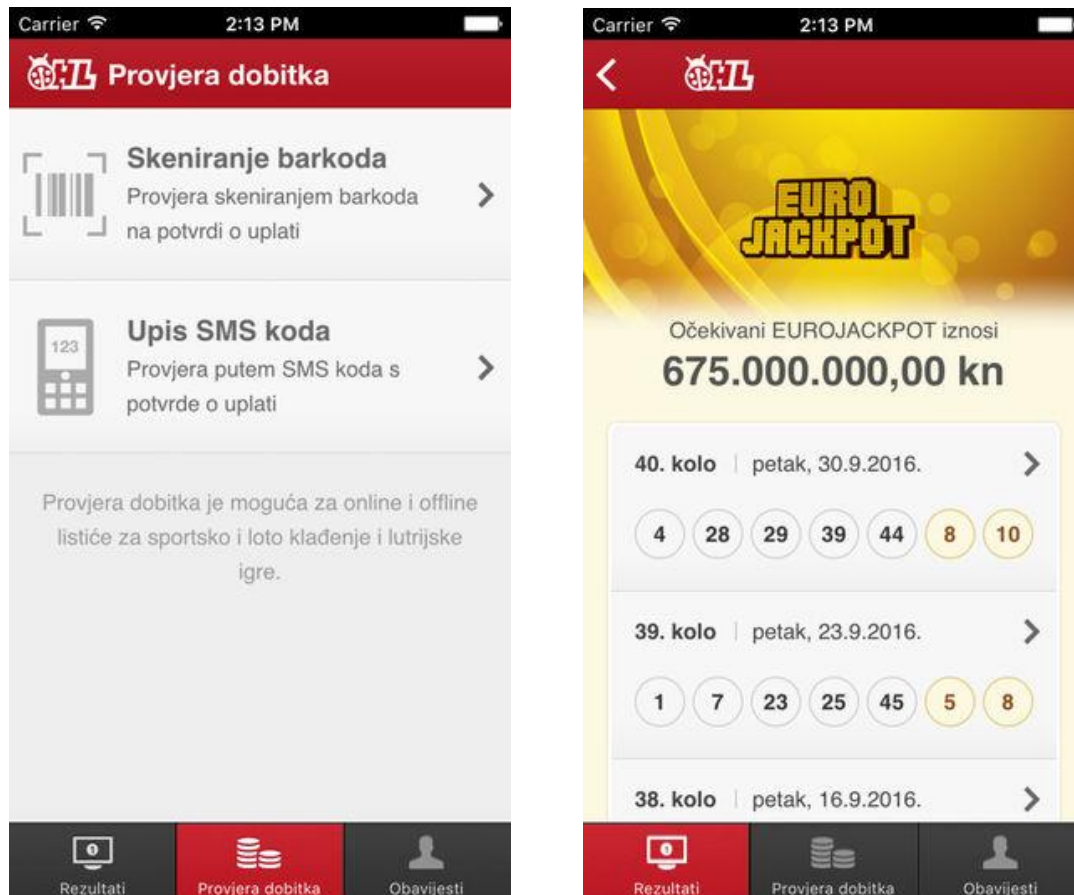 Carrier 2:13 PM
HL Provjera dobitka
Skeniranje barkoda
Provjera skeniranjem barkoda
na potvrdi o uplati
123
Upis SMS koda
Provjera putem SMS koda s
potvrde o uplati
Provjera dobitka je moguća za online i offline
listiće za sportsko i loto klađenje i lutrijske
igre.
Rezultati Provjera dobitka Obavijesti
Carrier 2:13 PM
HL
EURO
JACKPOT
Očekivani EUROJACKPOT iznosi
675.000.000,00 kn
40. kolo petak, 30.9.2016.
4 28 29 39 44 8 10
39. kolo petak, 23.9.2016.
1 7 23 25 45 5 8
38. kolo petak, 16.9.2016.
Rezultati Provjera dobitka Obavijesti